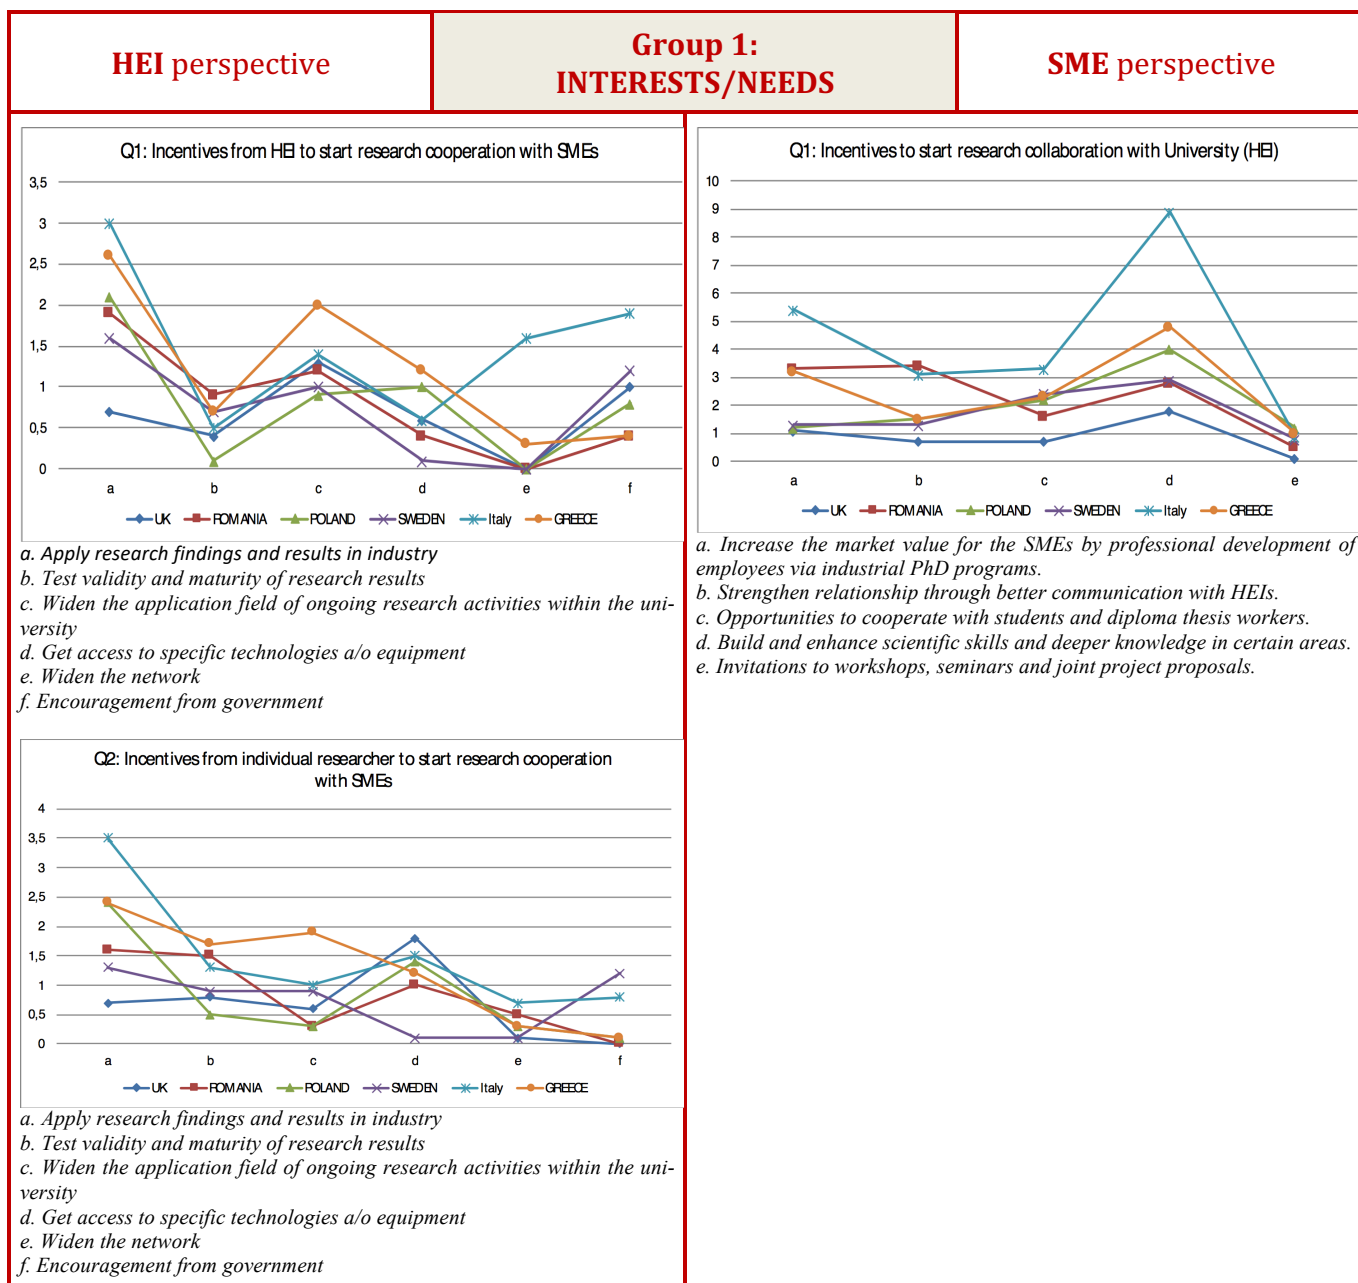 HEI perspective
Group 1:
INTERESTS/NEEDS
SME perspective
Q1: Incentives from HEI to start research cooperation with SMEs
3,5
3
2,5
2
1,5
1
0,5
0
a b c d e f
UK ROMANIA POLAND SWEDEN Italy GREECE
a. Apply research findings and results in industry
b. Test validity and maturity of research results
c. Widen the application field of ongoing research activities within the uni-
versity
d. Get access to specific technologies a/o equipment
e. Widen the network
f. Encouragement from government
Q2: Incentives from individual researcher to start research cooperation
with SMEs
4
3,5
3
2,5
2
1,5
1
0,5
0
a b c d e f
UK ROMANIA POLAND SWEDEN Italy GREECE
a. Apply research findings and results in industry
b. Test validity and maturity of research results
c. Widen the application field of ongoing research activities within the uni-
versity
d. Get access to specific technologies a/o equipment
e. Widen the network
f. Encouragement from government
Q1: Incentives to start research collaboration with University (HEI)
10
9
8
7
6
5
4
3
2
1
0
a b c d e
UK ROMANIA POLAND SWEDEN Italy GREECE
a. Increase the market value for the SMEs by professional development of
employees via industrial PhD programs.
b. Strengthen relationship through better communication with HEIs.
c. Opportunities to cooperate with students and diploma thesis workers.
d. Build and enhance scientific skills and deeper knowledge in certain areas.
e. Invitations to workshops, seminars and joint project proposals.